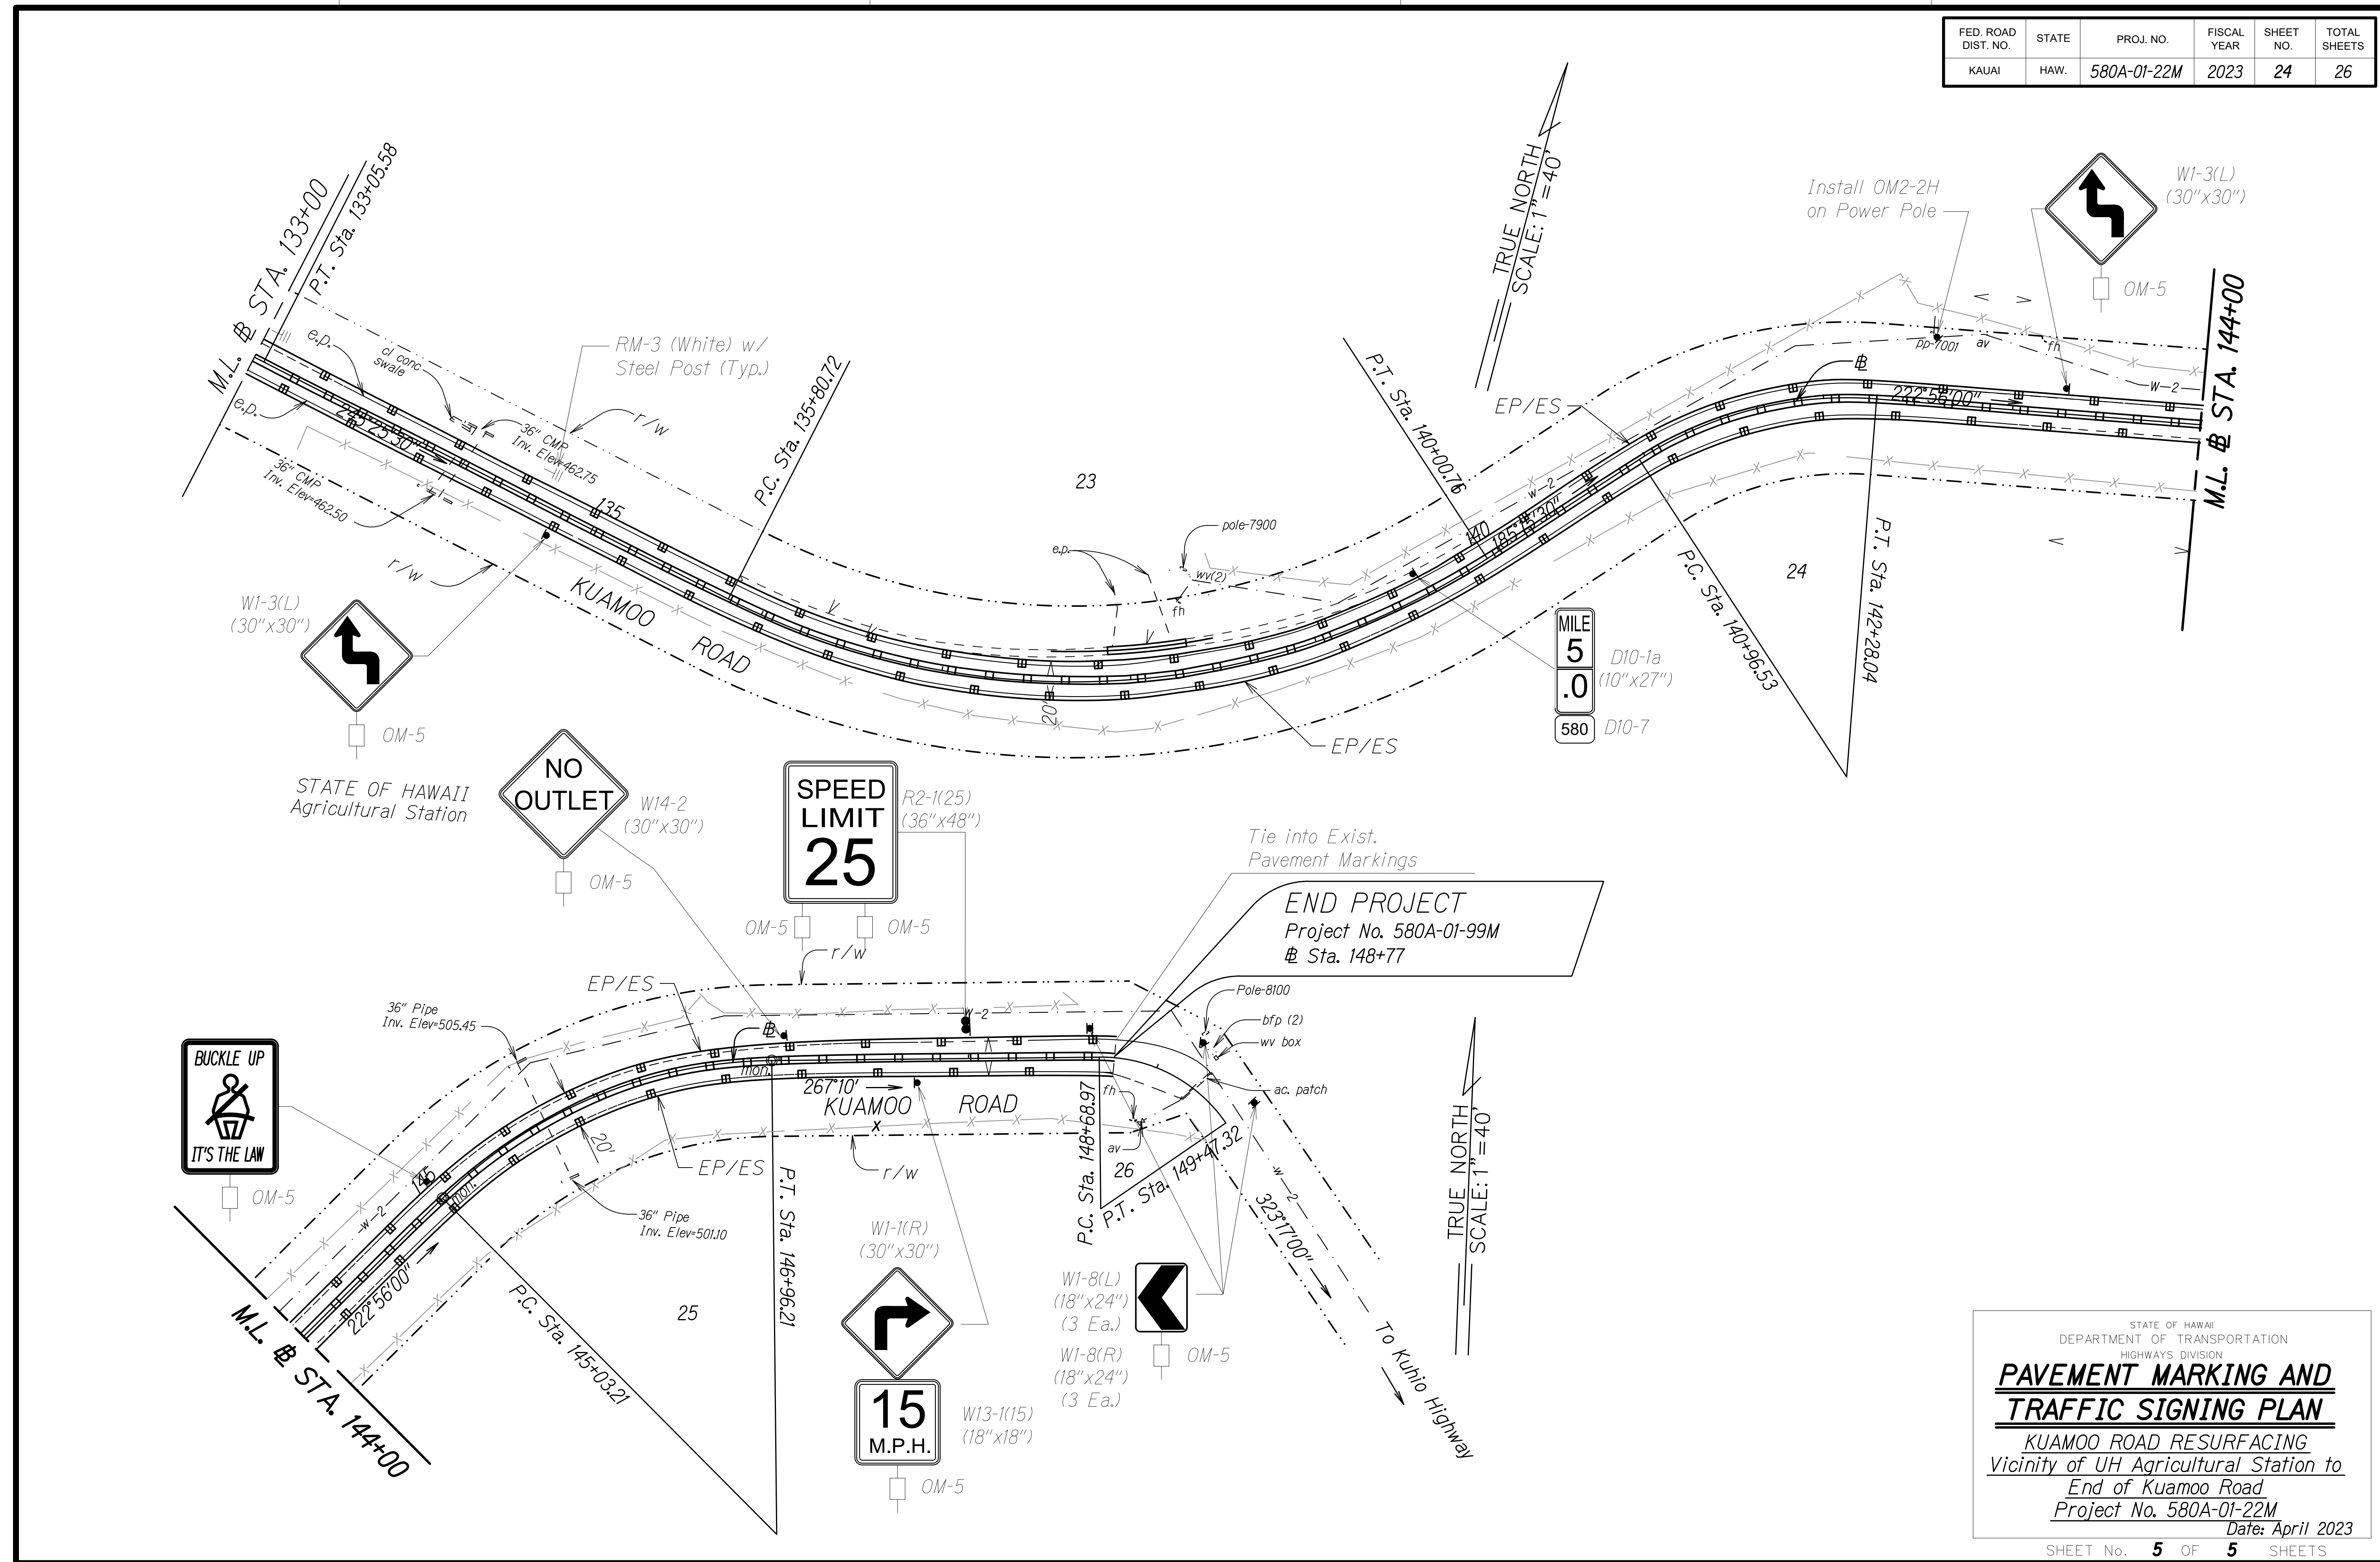 FED. ROAD DIST. NO.
STATE
PROJ. NO.
FISCAL YEAR
SHEET NO.
TOTAL SHEETS
KAUAI
HAW.
580A-01-22M
2023
24
26
M.L. BL STA. 133+00
P.T. Sta. 133+05.58
e.p.
e.p.
cl conc
swale
RM-3 (White) w/
Steel Post (Typ.)
r/w
36" CMP
Inv. Elev=462.75
36" CMP
Inv. Elev=462.50
r/w
135
P.C. Sta. 135+80.72
KUAMOO ROAD
W1-3(L)
(30"x30")
OM-5
STATE OF HAWAII
Agricultural Station
23
TRUE NORTH
SCALE: 1"=40'
e.p.
pole-7900
wv(2)
fh
20'
EP/ES
P.T. Sta. 140+00.76
140
185°15'30"
w-2
EP/ES
MILE
5
.0
580
D10-1a
(10"x27")
D10-7
P.C. Sta. 140+96.53
24
P.T. Sta. 142+28.04
BL
222°56'00"
Install OM2-2H
on Power Pole
pp-7001
av
fh
W-2
W1-3(L)
(30"x30")
OM-5
M.L. BL STA. 144+00
NO
OUTLET
W14-2
(30"x30")
OM-5
SPEED
LIMIT
25
R2-1(25)
(36"x48")
OM-5
OM-5
r/w
Tie into Exist.
Pavement Markings
END PROJECT
Project No. 580A-01-99M
BL Sta. 148+77
EP/ES
36" Pipe
Inv. Elev=505.45
BUCKLE UP
IT'S THE LAW
OM-5
145
mon.
w-2
222°56'00"
M.L. BL STA. 144+00
P.C. Sta. 145+03.21
20'
36" Pipe
Inv. Elev=501.10
EP/ES
25
BL
mon.
P.T. Sta. 146+96.21
W-2
267°10'
KUAMOO ROAD
r/w
W1-1(R)
(30"x30")
15
M.P.H.
W13-1(15)
(18"x18")
OM-5
Pole-8100
bfp (2)
wv box
ac. patch
fh
av
P.C. Sta. 148+68.97
26
P.T. Sta. 149+47.32
w-2
323°17'00"
To Kuhio Highway
W1-8(L)
(18"x24")
(3 Ea.)
W1-8(R)
(18"x24")
(3 Ea.)
OM-5
TRUE NORTH
SCALE: 1"=40'
STATE OF HAWAII
DEPARTMENT OF TRANSPORTATION
HIGHWAYS DIVISION
PAVEMENT MARKING AND
TRAFFIC SIGNING PLAN
KUAMOO ROAD RESURFACING
Vicinity of UH Agricultural Station to
End of Kuamoo Road
Project No. 580A-01-22M
Date: April 2023
SHEET No. 5 OF 5 SHEETS